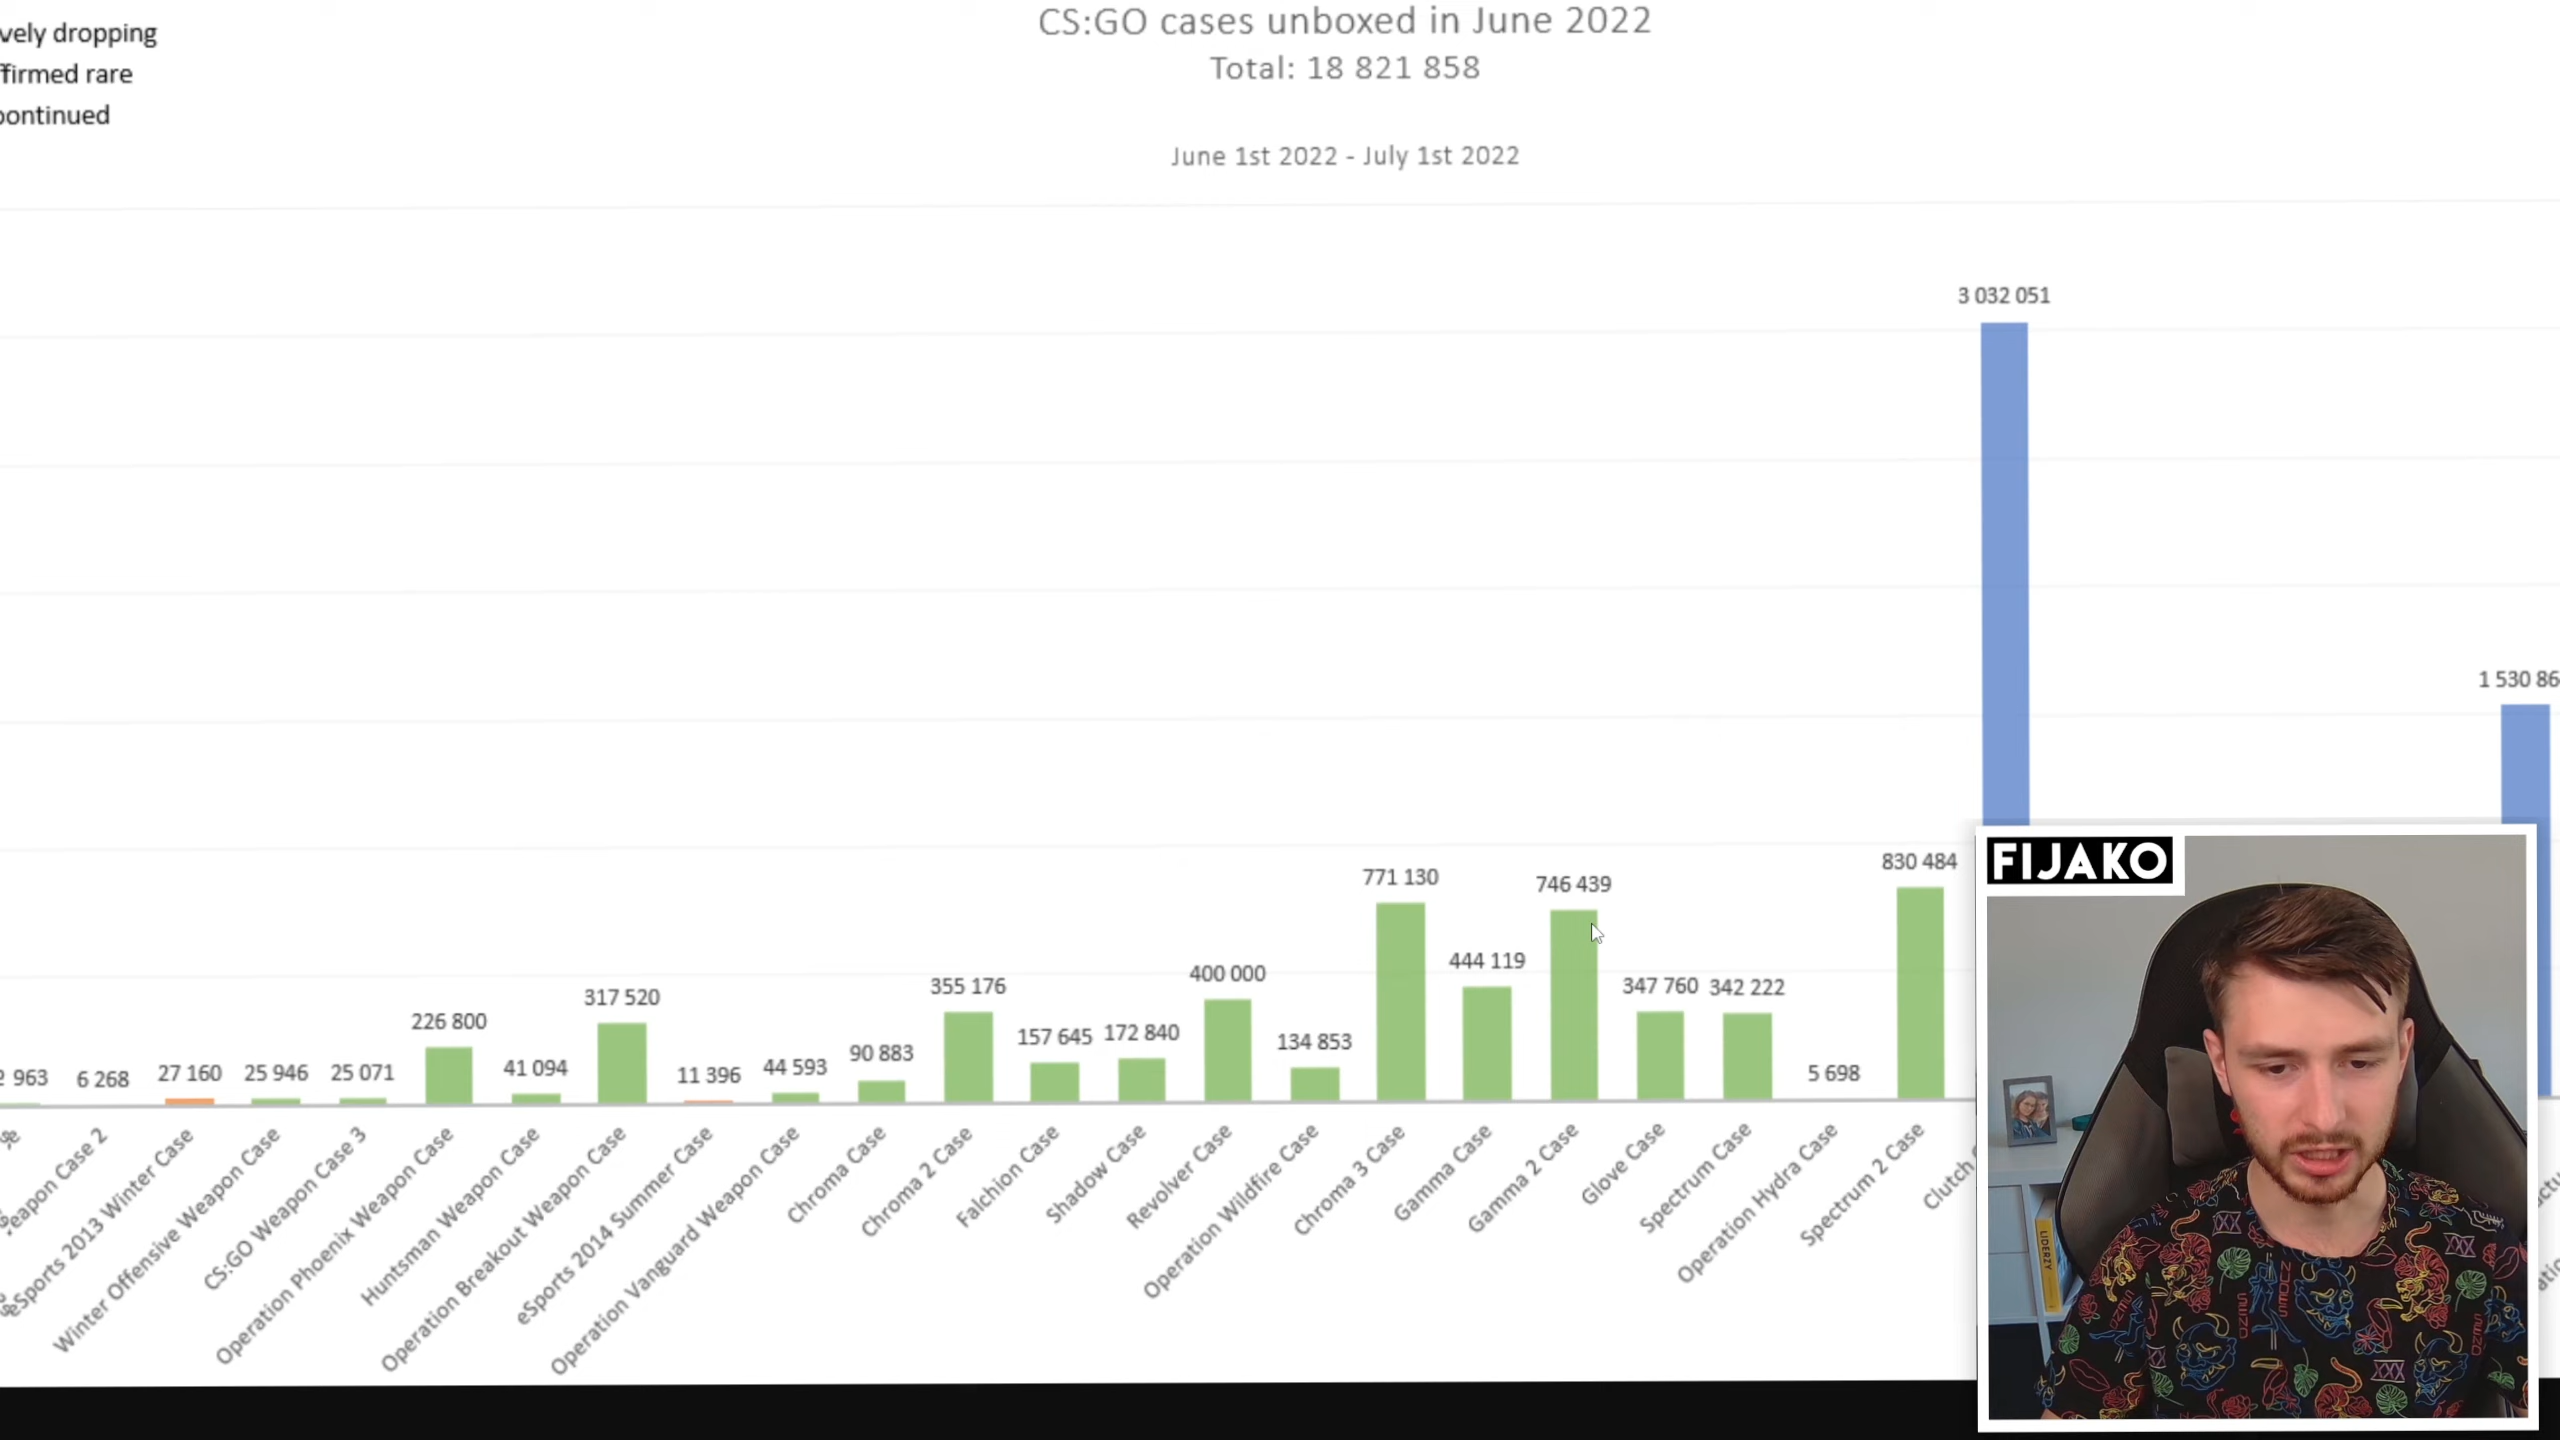 vely dropping
firmed rare
ontinued
CS:GO cases unboxed in June 2022
Total: 18 821 858
June 1st 2022 - July 1st 2022
3 032 051
1 530 86
830 484
771 130
746 439
444 119
400 000
355 176
347 760
342 222
317 520
226 800
157 645
172 840
134 853
90 883
2 963
6 268
27 160
25 946
25 071
41 094
11 396
44 593
5 698
eapon Case 2
eSports 2013 Winter Case
Winter Offensive Weapon Case
CS:GO Weapon Case 3
Operation Phoenix Weapon Case
Huntsman Weapon Case
Operation Breakout Weapon Case
eSports 2014 Summer Case
Operation Vanguard Weapon Case
Chroma Case
Chroma 2 Case
Falchion Case
Shadow Case
Revolver Case
Operation Wildfire Case
Chroma 3 Case
Gamma Case
Gamma 2 Case
Glove Case
Spectrum Case
Operation Hydra Case
Spectrum 2 Case
Clutch
FIJAKO
LIDERZY